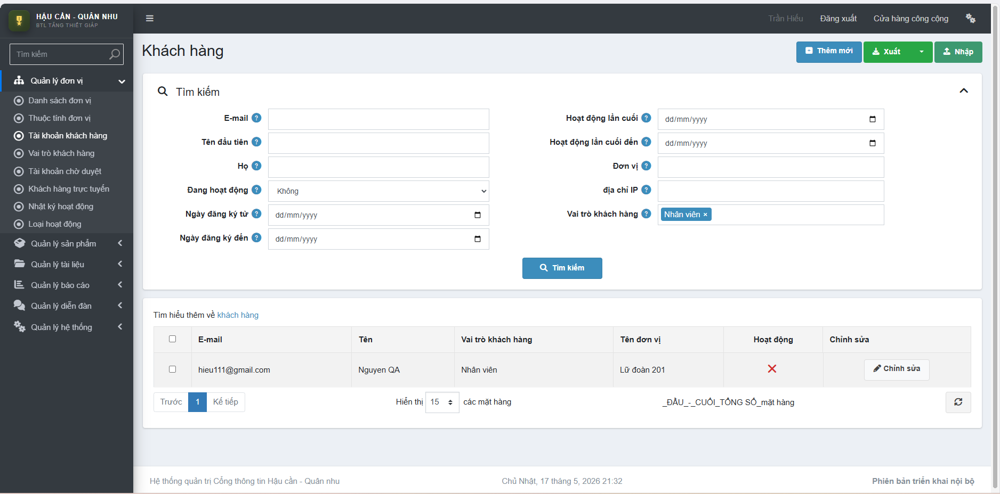 HẬU CẦN - QUÂN NHU
BTL TĂNG THIẾT GIÁP
Trần Hiếu
Đăng xuất
Cửa hàng công cộng
Tìm kiếm
Quản lý đơn vị
Danh sách đơn vị
Thuộc tính đơn vị
Tài khoản khách hàng
Vai trò khách hàng
Tài khoản chờ duyệt
Khách hàng trực tuyến
Nhật ký hoạt động
Loại hoạt động
Quản lý sản phẩm
Quản lý tài liệu
Quản lý báo cáo
Quản lý diễn đàn
Quản lý hệ thống
Khách hàng
Thêm mới
Xuất
Nhập
Tìm kiếm
E-mail ?
Tên đầu tiên ?
Họ ?
Đang hoạt động ? Không
Ngày đăng ký từ ? dd/mm/yyyy
Ngày đăng ký đến ? dd/mm/yyyy
Hoạt động lần cuối ? dd/mm/yyyy
Hoạt động lần cuối đến ? dd/mm/yyyy
Đơn vị ?
địa chỉ IP ?
Vai trò khách hàng ? Nhân viên ×
Tìm kiếm
Tìm hiểu thêm về khách hàng
E-mail Tên Vai trò khách hàng Tên đơn vị Hoạt động Chỉnh sửa
hieu111@gmail.com Nguyen QA Nhân viên Lữ đoàn 201 Chỉnh sửa
Trước 1 Kế tiếp Hiển thị 15 các mặt hàng _ĐẦU_-_CUỐI_TỔNG SỐ_mặt hàng
Hệ thống quản trị Cổng thông tin Hậu cần - Quân nhu Chủ Nhật, 17 tháng 5, 2026 21:32 Phiên bản triển khai nội bộ